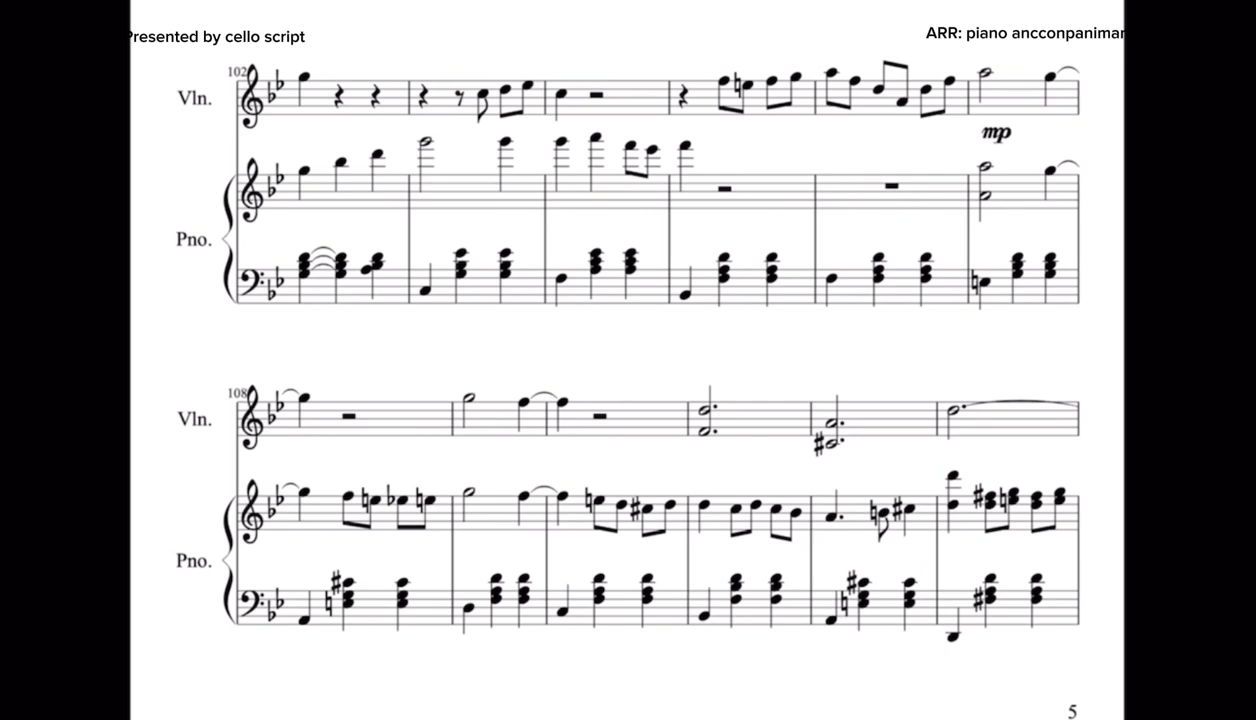 Presented by cello script
ARR: piano ancconpanimar
102
Vln.
mp
Pno.
108
Vln.
Pno.
5